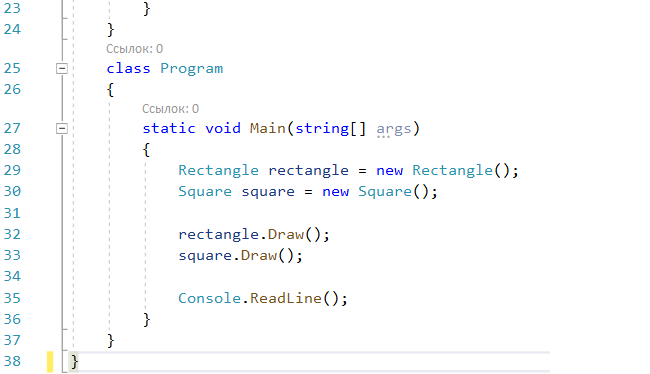 23 }
24 }
Ссылок: 0
25 class Program
26 {
Ссылок: 0
27 static void Main(string[] args)
28 {
29 Rectangle rectangle = new Rectangle();
30 Square square = new Square();
31
32 rectangle.Draw();
33 square.Draw();
34
35 Console.ReadLine();
36 }
37 }
38 }